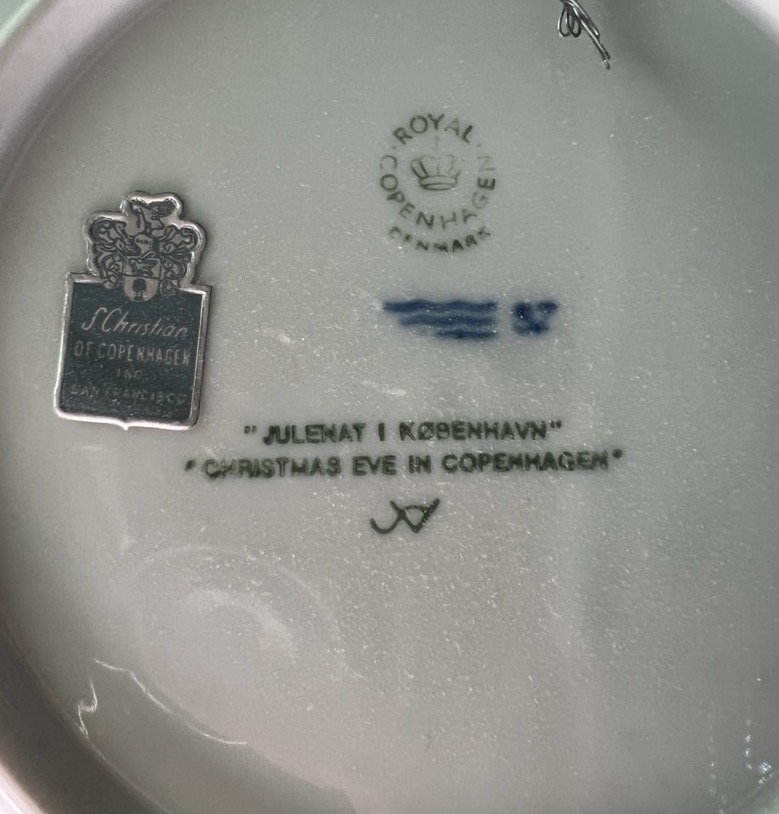 ROYAL COPENHAGEN
DENMARK
S. Christian
OF COPENHAGEN
INC.
SAN FRANCISCO
"JULENAT I KØBENHAVN"
"CHRISTMAS EVE IN COPENHAGEN"